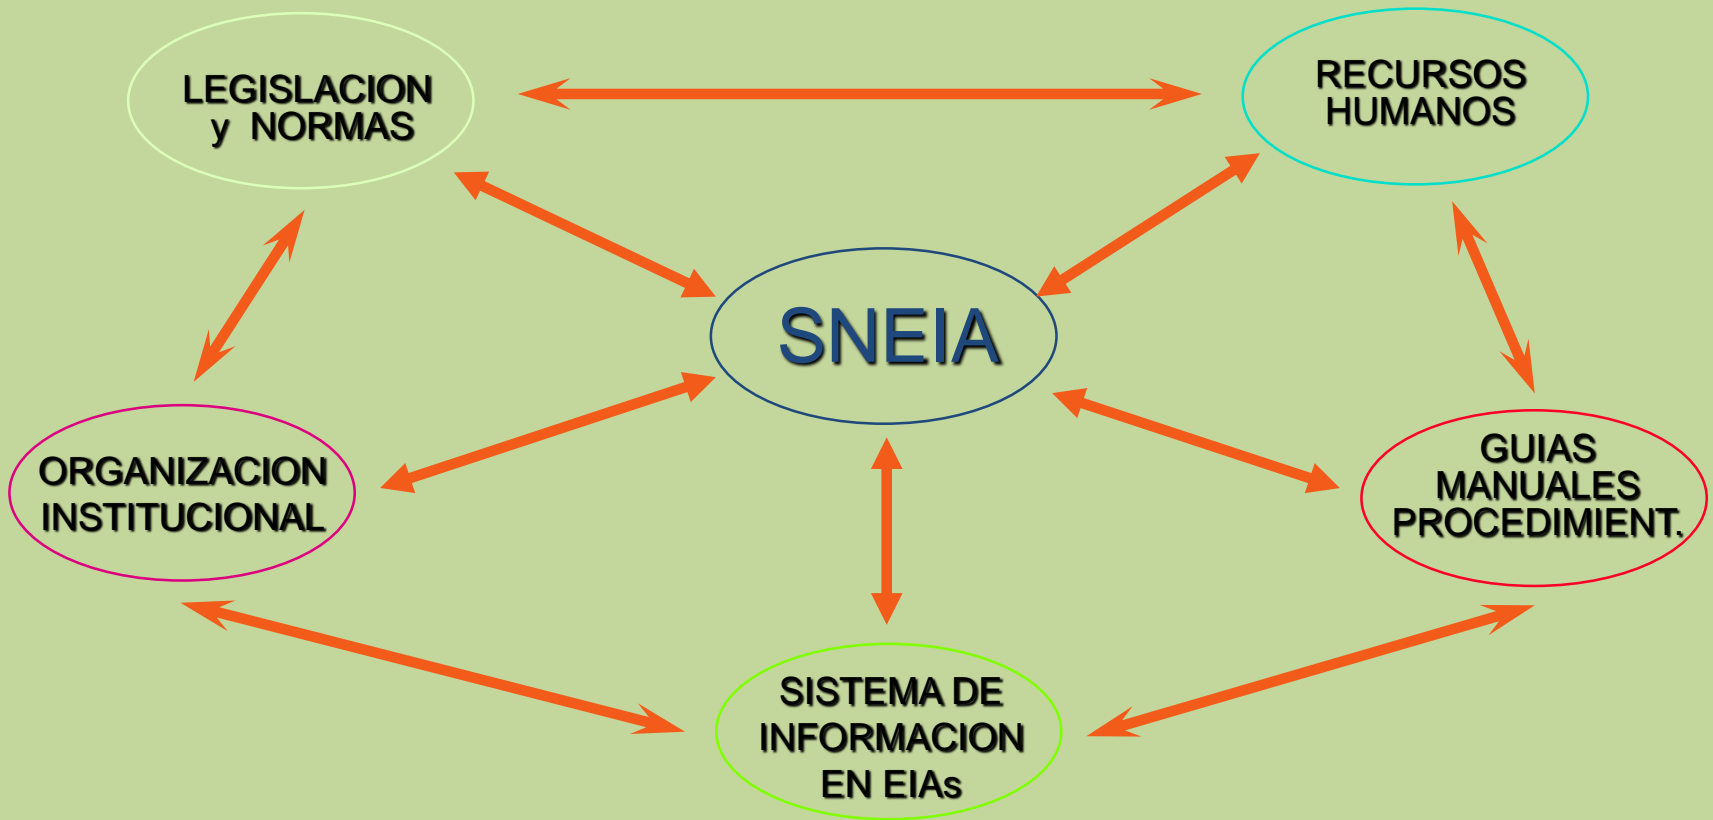 LEGISLACION
y NORMAS
RECURSOS
HUMANOS
SNEIA
ORGANIZACION
INSTITUCIONAL
GUIAS
MANUALES
PROCEDIMIENT.
SISTEMA DE
INFORMACION
EN EIAs